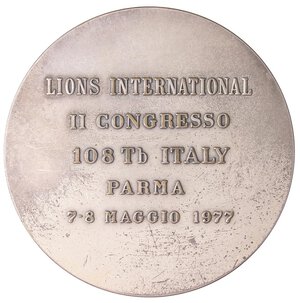 LIONS INTERNATIONAL
II CONGRESSO
108 Tb ITALY
PARMA
7-8 MAGGIO 1977